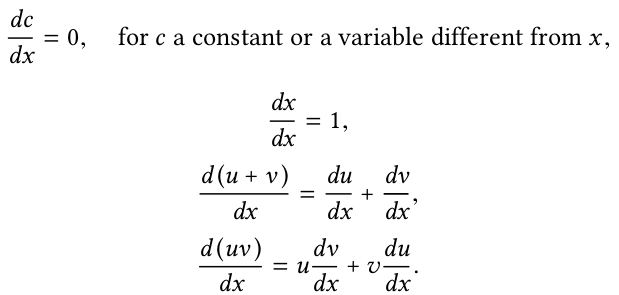 dc/dx = 0, for c a constant or a variable different from x,
dx/dx = 1,
d(u + v)/dx = du/dx + dv/dx,
d(uv)/dx = u dv/dx + v du/dx.